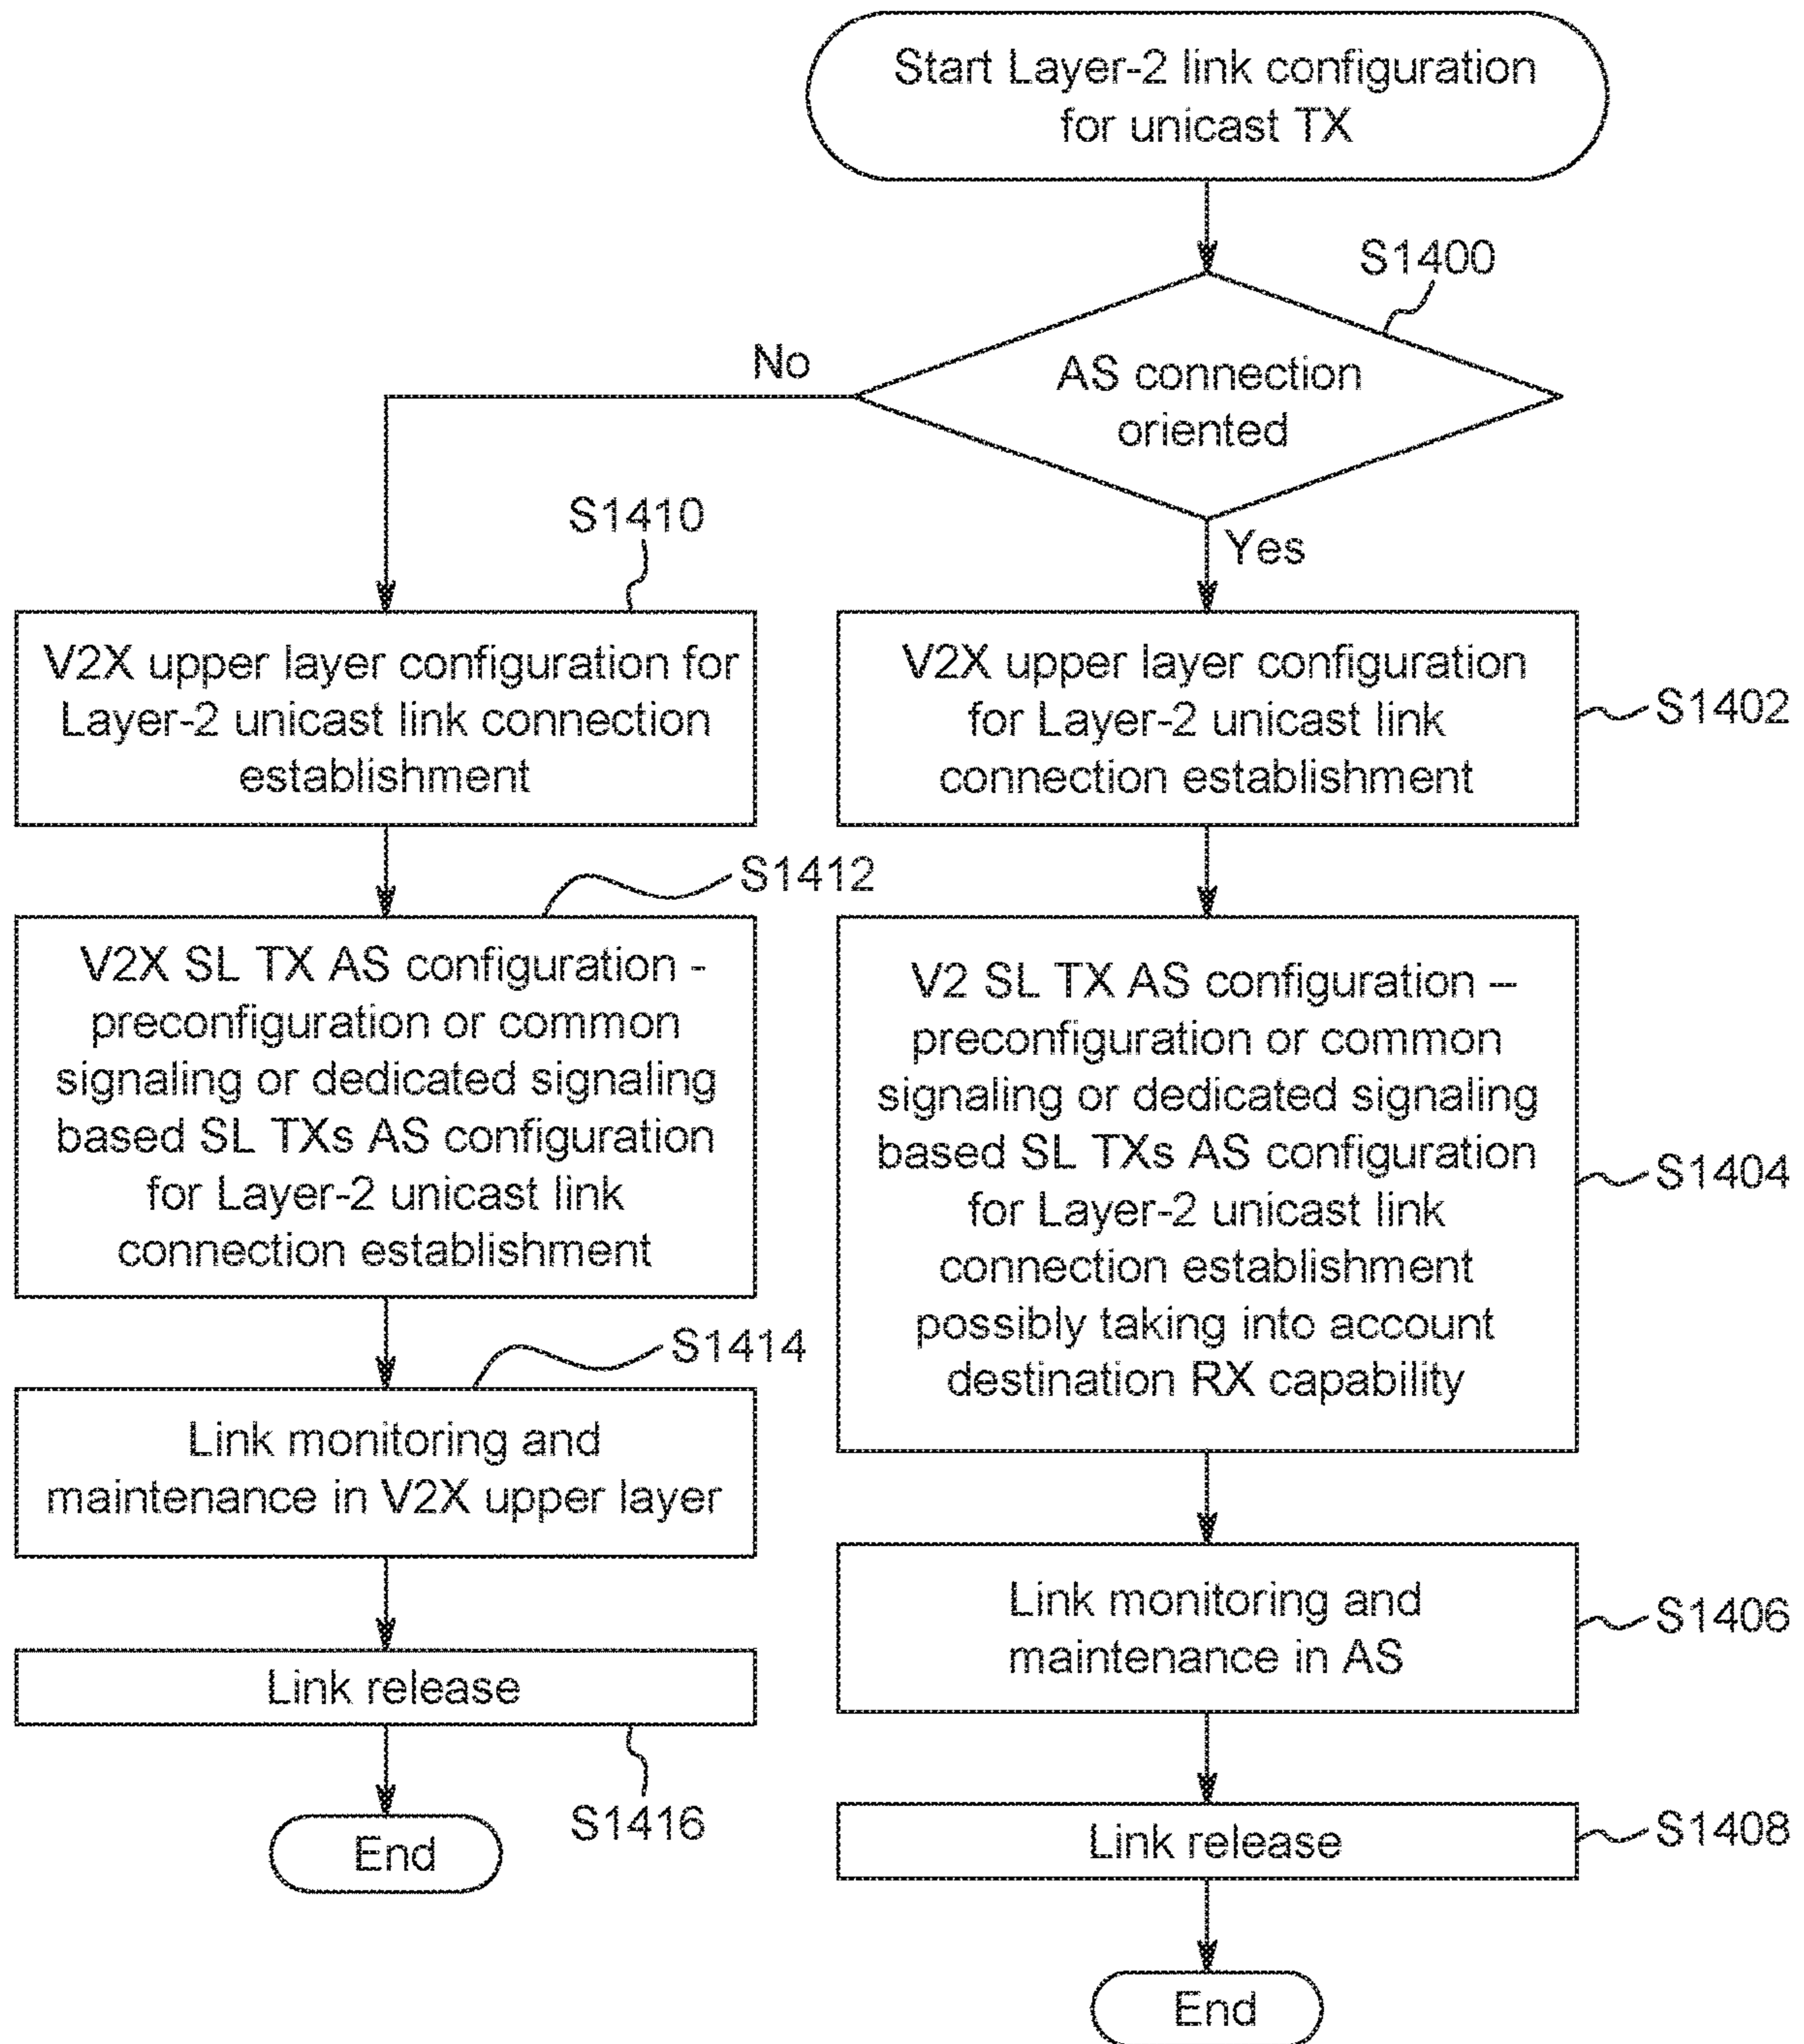 Start Layer-2 link configuration
for unicast TX
S1400
AS connection
oriented
No
Yes
S1410
V2X upper layer configuration for
Layer-2 unicast link connection
establishment
V2X upper layer configuration
for Layer-2 unicast link
connection establishment
S1402
S1412
V2X SL TX AS configuration -
preconfiguration or common
signaling or dedicated signaling
based SL TXs AS configuration
for Layer-2 unicast link
connection establishment
V2 SL TX AS configuration –
preconfiguration or common
signaling or dedicated signaling
based SL TXs AS configuration
for Layer-2 unicast link
connection establishment
possibly taking into account
destination RX capability
S1404
S1414
Link monitoring and
maintenance in V2X upper layer
Link monitoring and
maintenance in AS
S1406
Link release
S1416
End
Link release
S1408
End